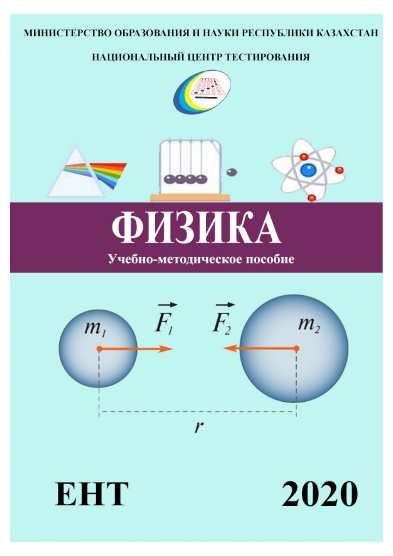 МИНИСТЕРСТВО ОБРАЗОВАНИЯ И НАУКИ РЕСПУБЛИКИ КАЗАХСТАН
НАЦИОНАЛЬНЫЙ ЦЕНТР ТЕСТИРОВАНИЯ
ФИЗИКА
Учебно-методическое пособие
m₁ F₁ F₂ m₂
r
ЕНТ 2020